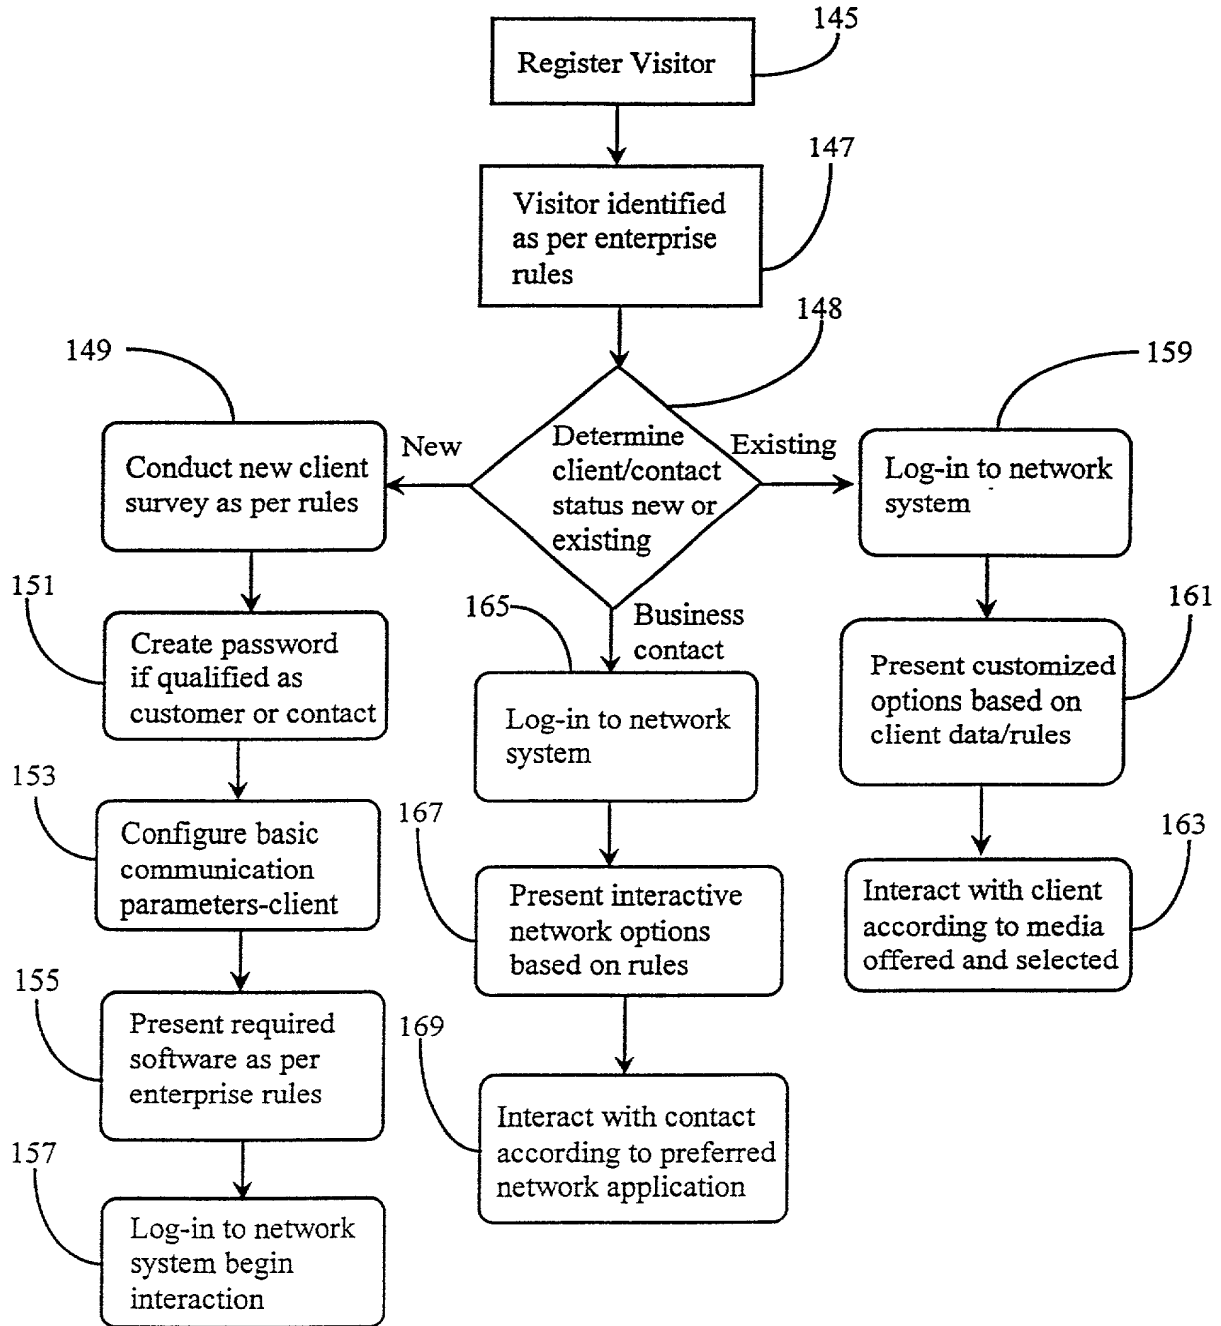 145
Register Visitor
147
Visitor identified
as per enterprise
rules
148
149
159
New
Determine
client/contact
status new or
existing
Existing
Conduct new client
survey as per rules
Log-in to network
system
151
Create password
if qualified as
customer or contact
165
Business
contact
161
Log-in to network
system
Present customized
options based on
client data/rules
153
Configure basic
communication
parameters-client
167
Present interactive
network options
based on rules
163
Interact with client
according to media
offered and selected
155
Present required
software as per
enterprise rules
169
Interact with contact
according to preferred
network application
157
Log-in to network
system begin
interaction